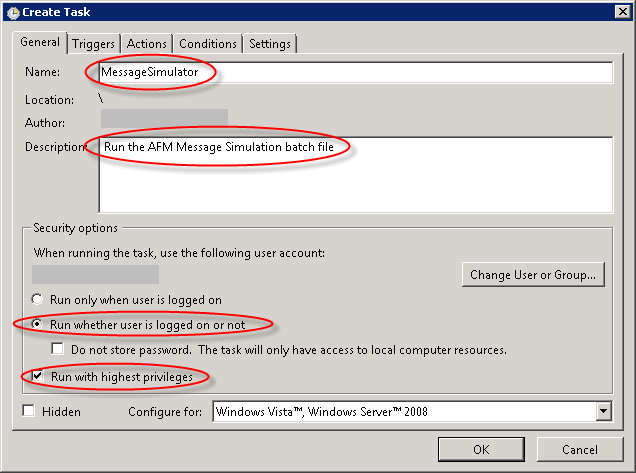 Create Task
General Triggers Actions Conditions Settings
Name: MessageSimulator
Location: \
Author:
Description: Run the AFM Message Simulation batch file
Security options
When running the task, use the following user account:
Change User or Group...
Run only when user is logged on
Run whether user is logged on or not
Do not store password. The task will only have access to local computer resources.
Run with highest privileges
Hidden Configure for: Windows Vista™, Windows Server™ 2008
OK Cancel